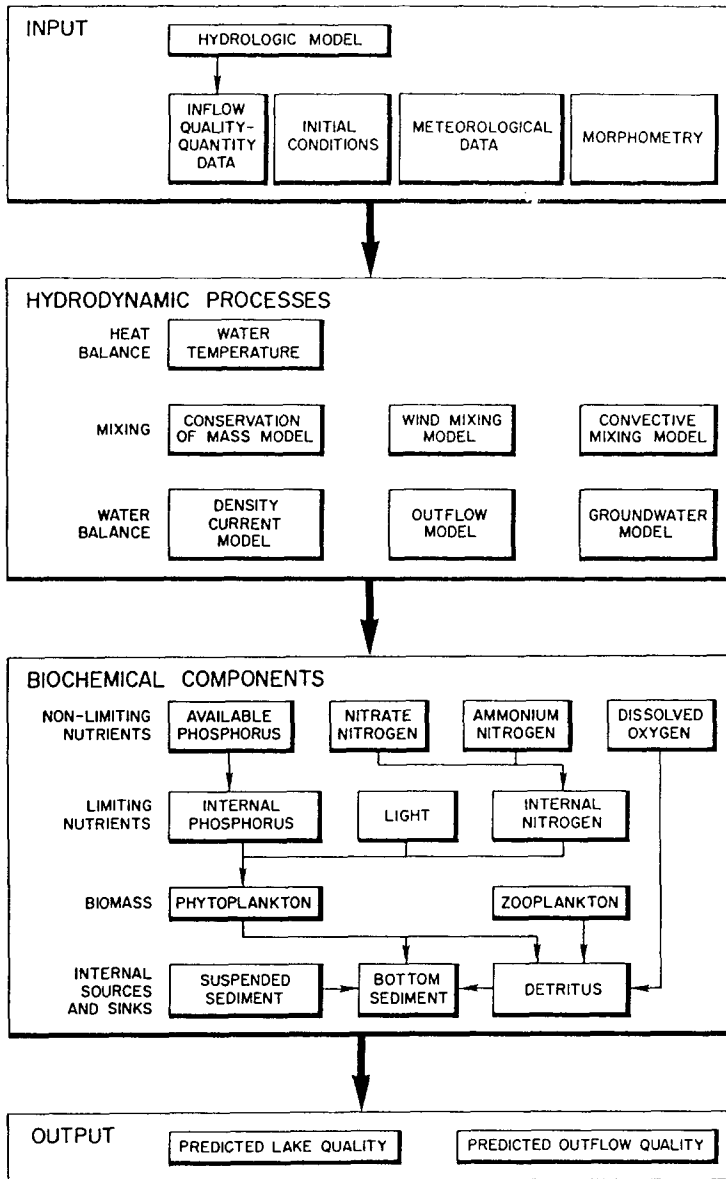 INPUT
HYDROLOGIC MODEL
INFLOW
QUALITY-
QUANTITY
DATA
INITIAL
CONDITIONS
METEOROLOGICAL
DATA
MORPHOMETRY
HYDRODYNAMIC PROCESSES
HEAT
BALANCE
WATER
TEMPERATURE
MIXING
CONSERVATION
OF MASS MODEL
WIND MIXING
MODEL
CONVECTIVE
MIXING MODEL
WATER
BALANCE
DENSITY
CURRENT
MODEL
OUTFLOW
MODEL
GROUNDWATER
MODEL
BIOCHEMICAL COMPONENTS
NON-LIMITING
NUTRIENTS
AVAILABLE
PHOSPHORUS
NITRATE
NITROGEN
AMMONIUM
NITROGEN
DISSOLVED
OXYGEN
LIMITING
NUTRIENTS
INTERNAL
PHOSPHORUS
LIGHT
INTERNAL
NITROGEN
BIOMASS
PHYTOPLANKTON
ZOOPLANKTON
INTERNAL
SOURCES
AND SINKS
SUSPENDED
SEDIMENT
BOTTOM
SEDIMENT
DETRITUS
OUTPUT
PREDICTED LAKE QUALITY
PREDICTED OUTFLOW QUALITY